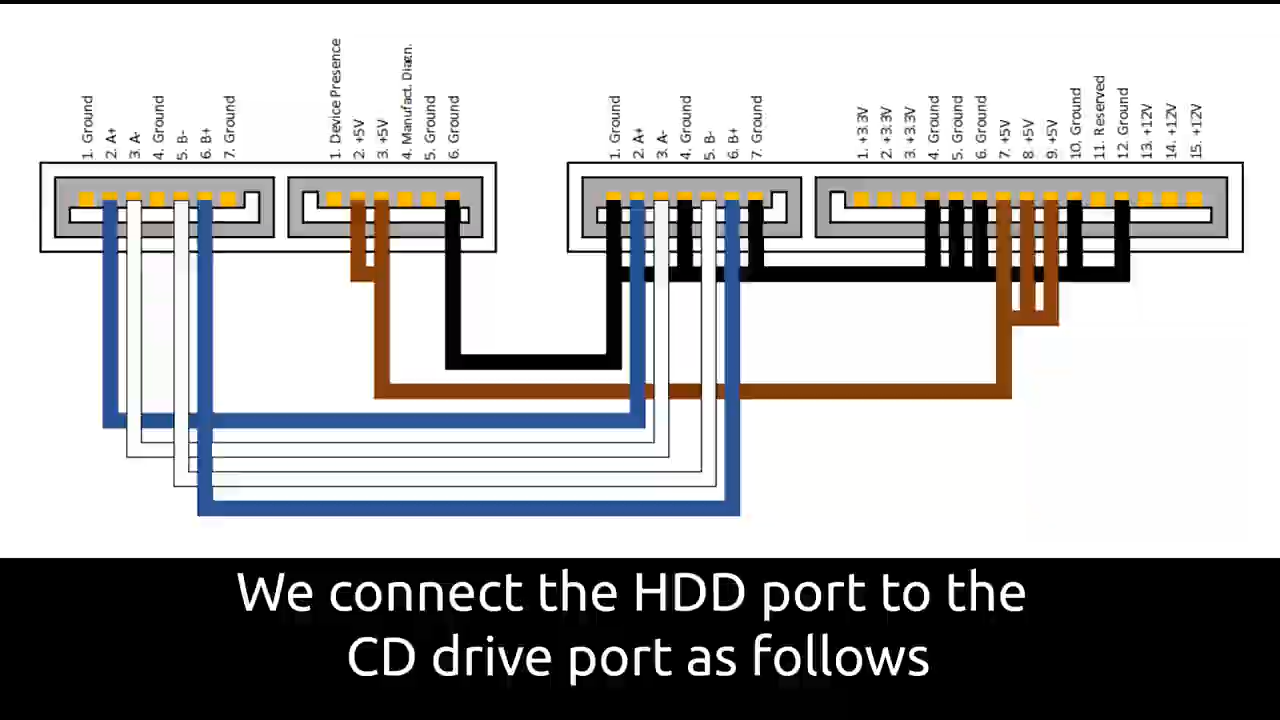 1. Ground
2. A+
3. A-
4. Ground
5. B-
6. B+
7. Ground
1. Device Presence
2. +5V
3. +5V
4. Manufact. Diagn.
5. Ground
6. Ground
1. Ground
2. A+
3. A-
4. Ground
5. B-
6. B+
7. Ground
1. +3.3V
2. +3.3V
3. +3.3V
4. Ground
5. Ground
6. Ground
7. +5V
8. +5V
9. +5V
10. Ground
11. Reserved
12. Ground
13. +12V
14. +12V
15. +12V
We connect the HDD port to the
CD drive port as follows